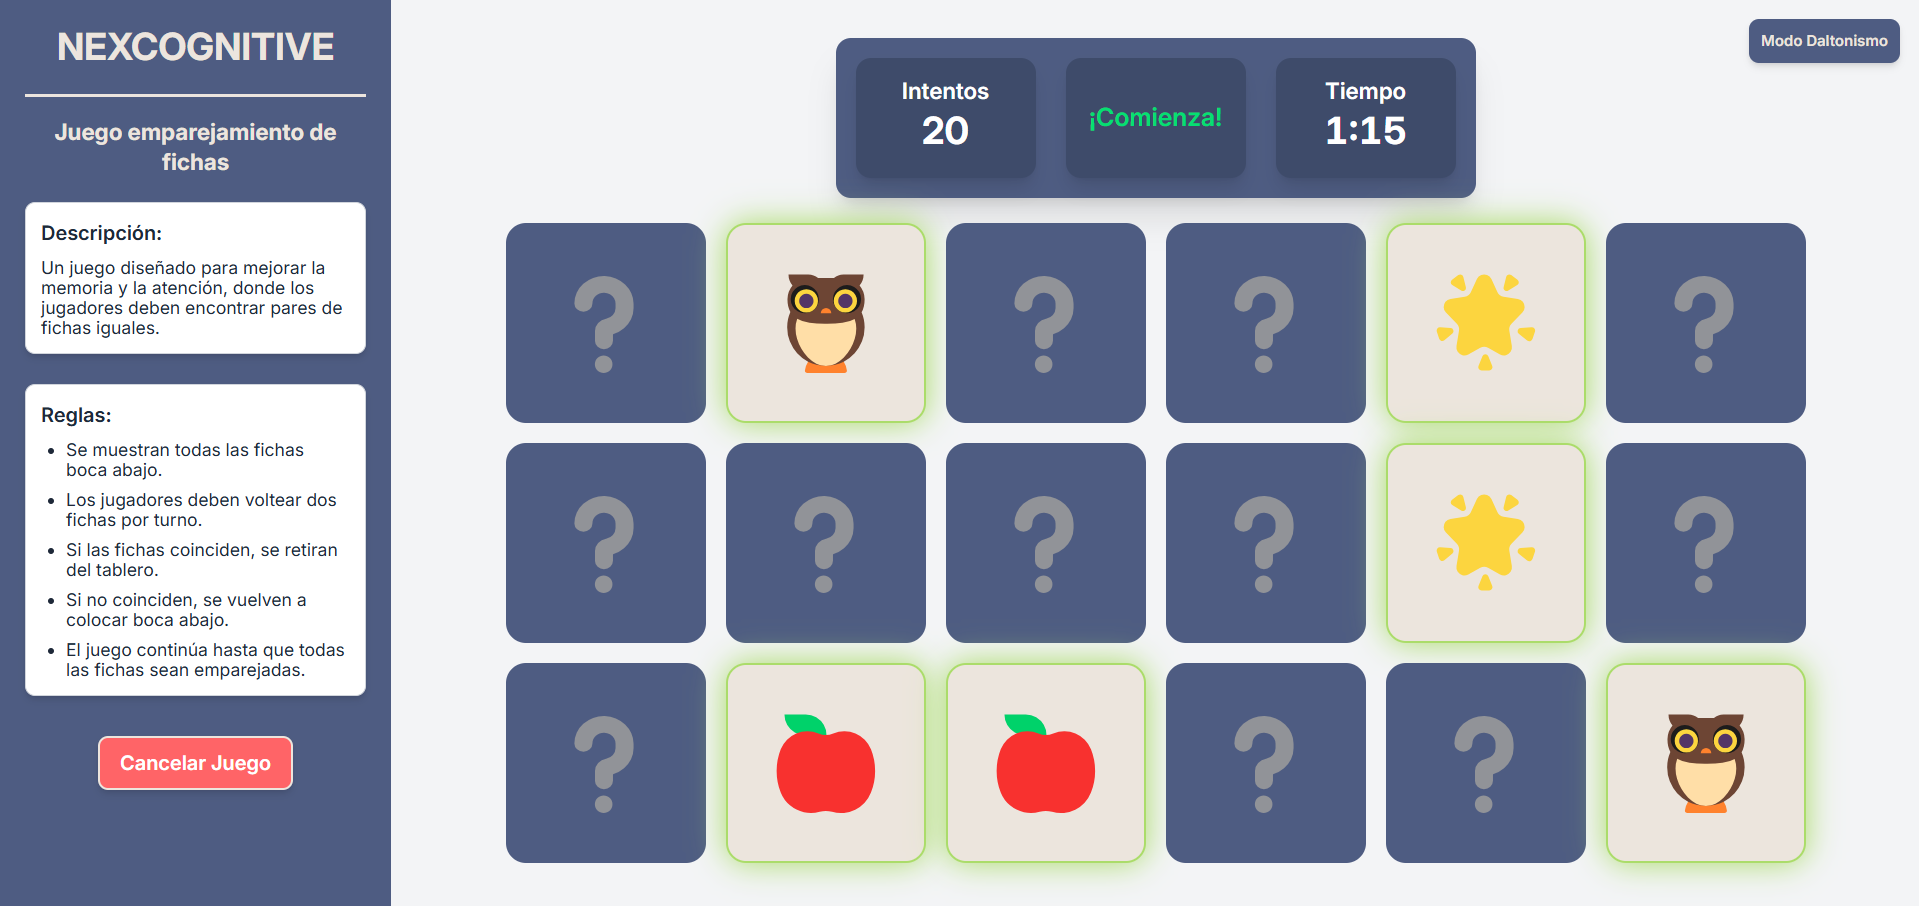 NEXCOGNITIVE
Juego emparejamiento de
fichas
Descripción:
Un juego diseñado para mejorar la
memoria y la atención, donde los
jugadores deben encontrar pares de
fichas iguales.
Reglas:
Se muestran todas las fichas
boca abajo.
Los jugadores deben voltear dos
fichas por turno.
Si las fichas coinciden, se retiran
del tablero.
Si no coinciden, se vuelven a
colocar boca abajo.
El juego continúa hasta que todas
las fichas sean emparejadas.
Cancelar Juego
Intentos
20
¡Comienza!
Tiempo
1:15
Modo Daltonismo
? ? ? ?
? ? ? ? ?
? ? ?